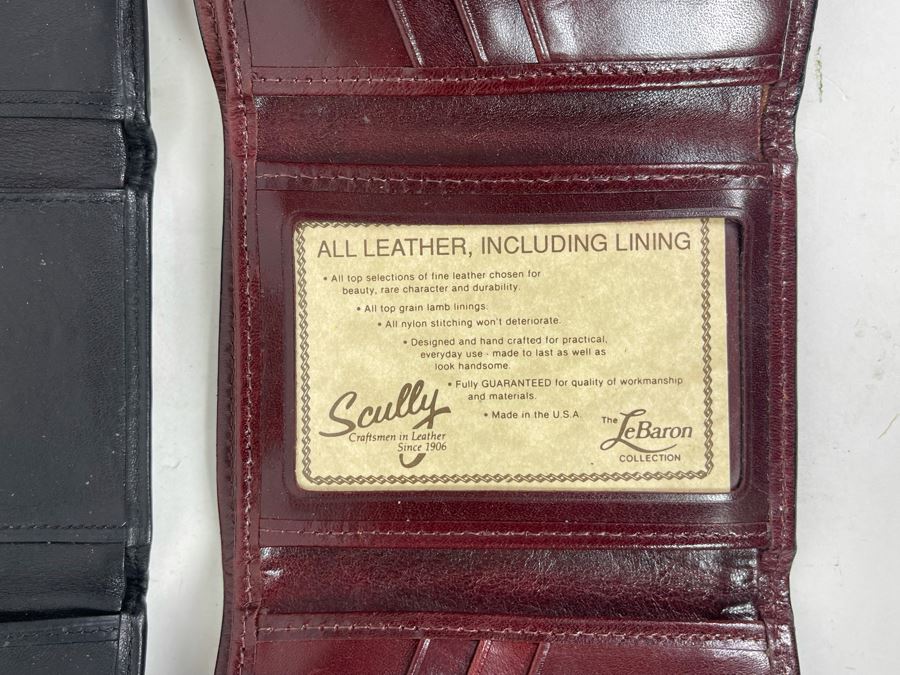 ALL LEATHER, INCLUDING LINING
• All top selections of fine leather chosen for
beauty, rare character and durability.
• All top grain lamb linings.
• All nylon stitching won't deteriorate.
• Designed and hand crafted for practical,
everyday use - made to last as well as
look handsome.
• Fully GUARANTEED for quality of workmanship
and materials.
• Made in the U.S.A.
Scully
Craftsmen in Leather
Since 1906
The LeBaron
COLLECTION